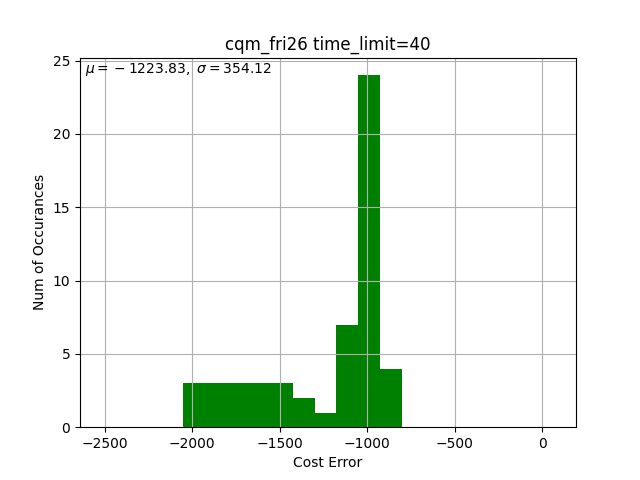 cqm_fri26 time_limit=40
μ = −1223.83, σ = 354.12
25
20
15
10
5
0
Num of Occurances
−2500 −2000 −1500 −1000 −500 0
Cost Error